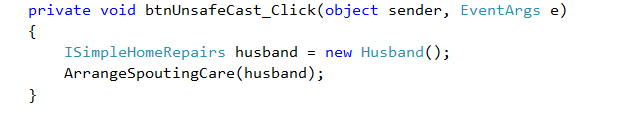 private void btnUnsafeCast_Click(object sender, EventArgs e)
{
ISimpleHomeRepairs husband = new Husband();
ArrangeSpoutingCare(husband);
}